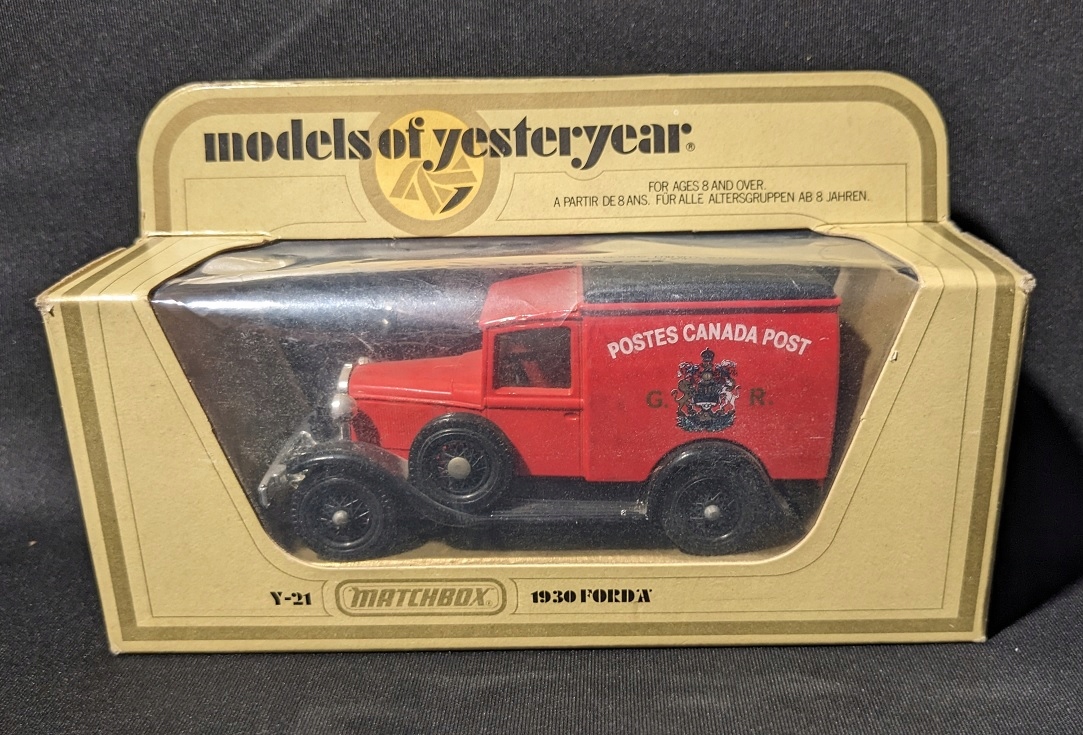 models of yesteryear®
FOR AGES 8 AND OVER.
A PARTIR DE 8 ANS. FÜR ALLE ALTERSGRUPPEN AB 8 JAHREN.
POSTES CANADA POST
G. R.
Y-21 MATCHBOX® 1930 FORD'A'